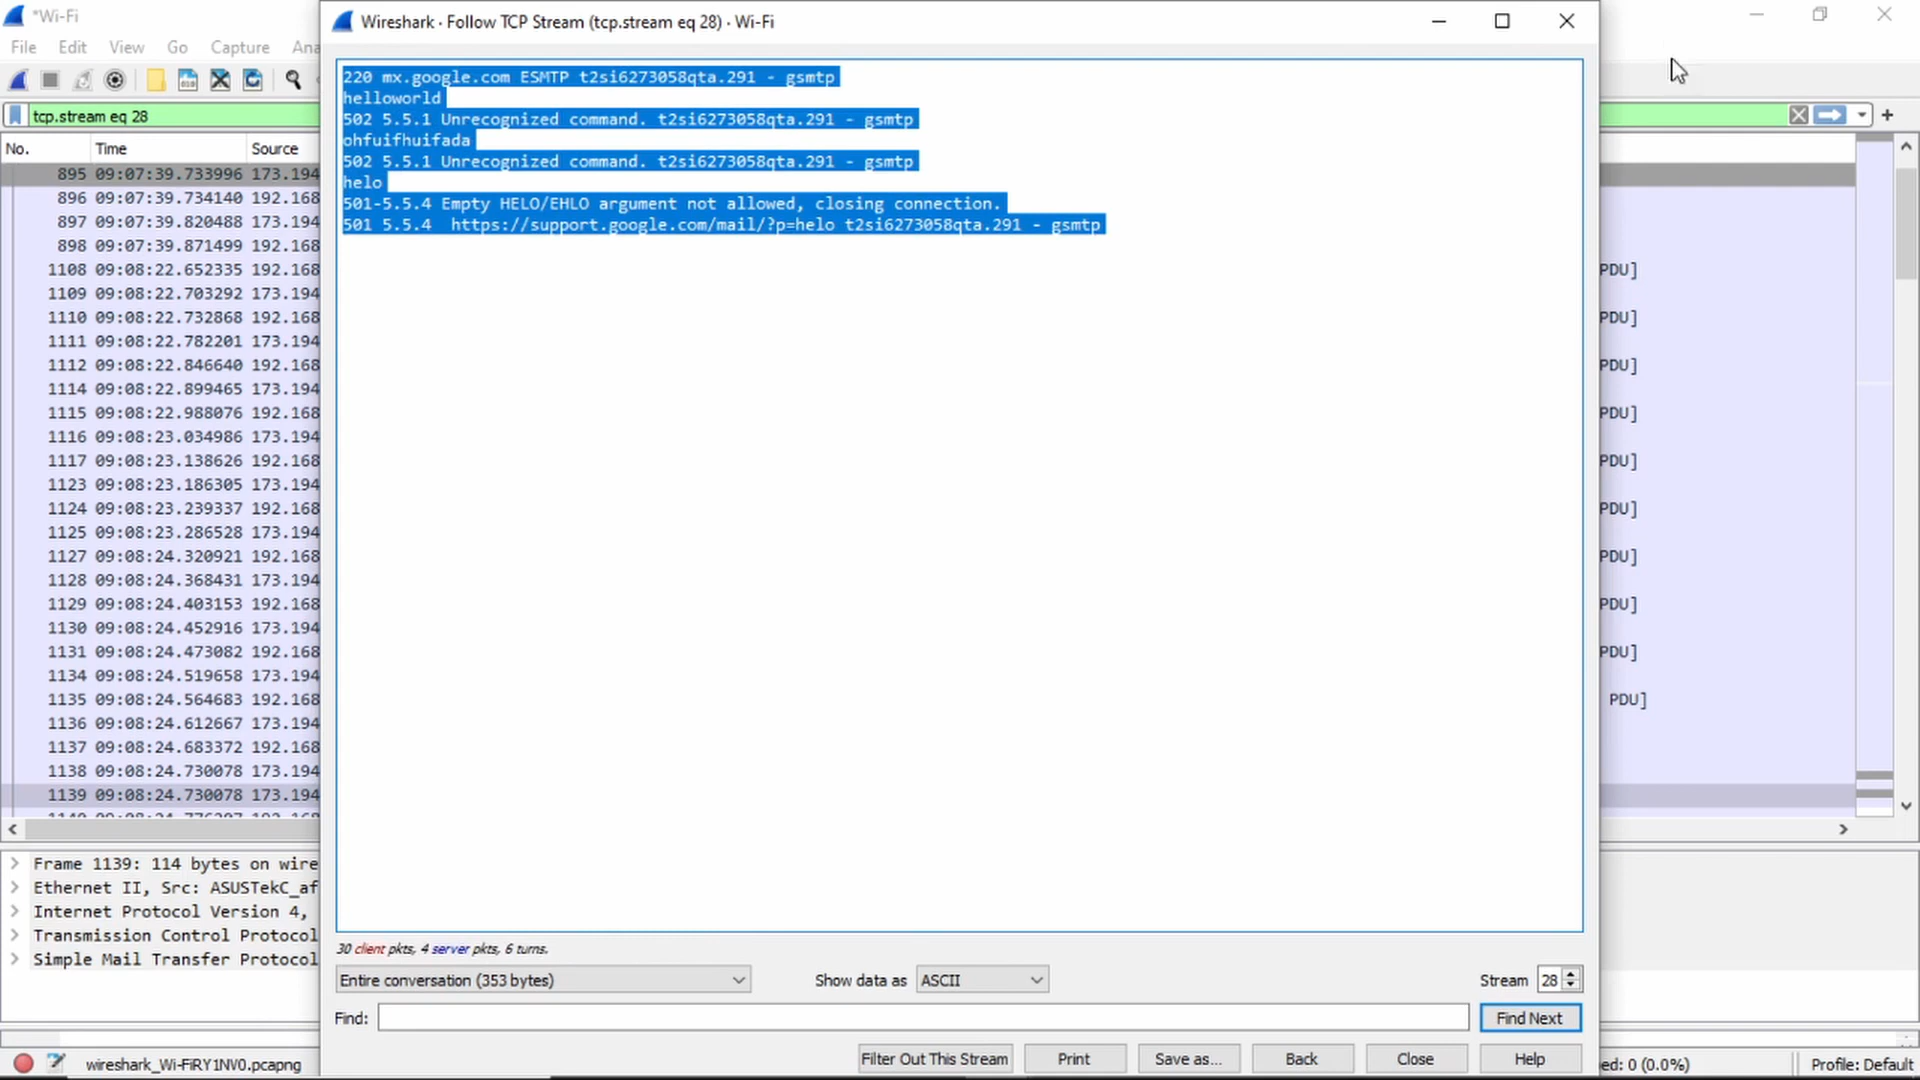 *Wi-Fi
Wireshark · Follow TCP Stream (tcp.stream eq 28) · Wi-Fi
File Edit View Go Capture Ana
tcp.stream eq 28
No. Time Source
895 09:07:39.733996 173.194
896 09:07:39.734140 192.168
897 09:07:39.820488 173.194
898 09:07:39.871499 192.168
1108 09:08:22.652335 192.168
1109 09:08:22.703292 173.194
1110 09:08:22.732868 192.168
1111 09:08:22.782201 173.194
1112 09:08:22.846640 192.168
1114 09:08:22.899465 173.194
1115 09:08:22.988076 192.168
1116 09:08:23.034986 173.194
1117 09:08:23.138626 192.168
1123 09:08:23.186305 173.194
1124 09:08:23.239337 192.168
1125 09:08:23.286528 173.194
1127 09:08:24.320921 192.168
1128 09:08:24.368431 173.194
1129 09:08:24.403153 192.168
1130 09:08:24.452916 173.194
1131 09:08:24.473082 192.168
1134 09:08:24.519658 173.194
1135 09:08:24.564683 192.168
1136 09:08:24.612667 173.194
1137 09:08:24.683372 192.168
1138 09:08:24.730078 173.194
1139 09:08:24.730078 173.194
Frame 1139: 114 bytes on wire
Ethernet II, Src: ASUSTekC_af
Internet Protocol Version 4,
Transmission Control Protocol
Simple Mail Transfer Protocol
wireshark_Wi-FiRY1NV0.pcapng
220 mx.google.com ESMTP t2si6273058qta.291 - gsmtp
helloworld
502 5.5.1 Unrecognized command. t2si6273058qta.291 - gsmtp
ohfuifhuifada
502 5.5.1 Unrecognized command. t2si6273058qta.291 - gsmtp
helo
501-5.5.4 Empty HELO/EHLO argument not allowed, closing connection.
501 5.5.4  https://support.google.com/mail/?p=helo t2si6273058qta.291 - gsmtp
30 client pkts, 4 server pkts, 6 turns.
Entire conversation (353 bytes) Show data as ASCII Stream 28
Find: Find Next
Filter Out This Stream Print Save as... Back Close Help
PDU]
PDU]
PDU]
PDU]
PDU]
PDU]
PDU]
PDU]
PDU]
PDU]
ed: 0 (0.0%) Profile: Default